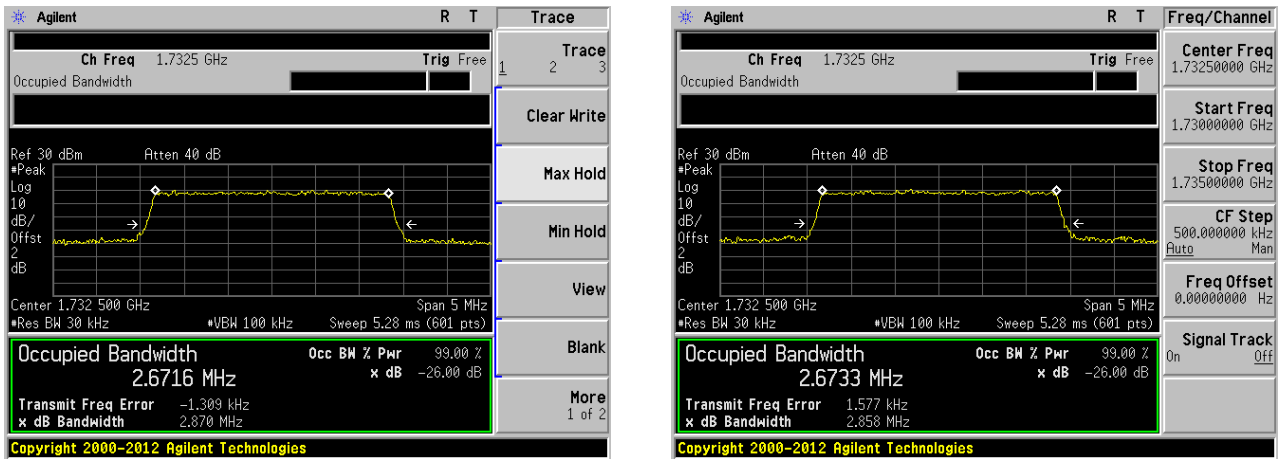 Agilent R T Trace
Ch Freq 1.7325 GHz Trig Free
Occupied Bandwidth
Trace
1 2 3
Clear Write
Max Hold
Min Hold
View
Blank
More
1 of 2
Ref 30 dBm Atten 40 dB
#Peak
Log
10
dB/
Offst
2
dB
Center 1.732 500 GHz Span 5 MHz
#Res BW 30 kHz #VBW 100 kHz Sweep 5.28 ms (601 pts)
Occupied Bandwidth Occ BW % Pwr 99.00 %
2.6716 MHz x dB -26.00 dB
Transmit Freq Error -1.309 kHz
x dB Bandwidth 2.870 MHz
Copyright 2000-2012 Agilent Technologies
Agilent R T Freq/Channel
Ch Freq 1.7325 GHz Trig Free
Occupied Bandwidth
Center Freq
1.73250000 GHz
Start Freq
1.73000000 GHz
Stop Freq
1.73500000 GHz
CF Step
500.000000 kHz
Auto Man
Freq Offset
0.00000000 Hz
Signal Track
On Off
Ref 30 dBm Atten 40 dB
#Peak
Log
10
dB/
Offst
2
dB
Center 1.732 500 GHz Span 5 MHz
#Res BW 30 kHz #VBW 100 kHz Sweep 5.28 ms (601 pts)
Occupied Bandwidth Occ BW % Pwr 99.00 %
2.6733 MHz x dB -26.00 dB
Transmit Freq Error 1.577 kHz
x dB Bandwidth 2.858 MHz
Copyright 2000-2012 Agilent Technologies